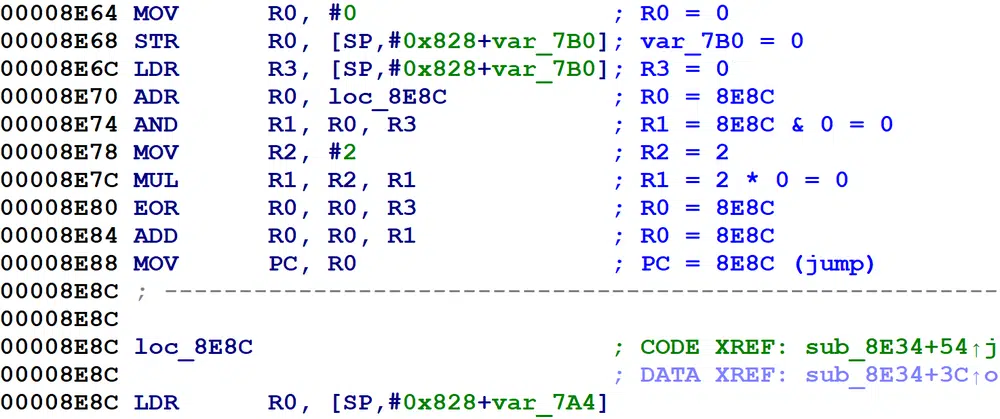 00008E64 MOV R0, #0 ; R0 = 0
00008E68 STR R0, [SP,#0x828+var_7B0]; var_7B0 = 0
00008E6C LDR R3, [SP,#0x828+var_7B0]; R3 = 0
00008E70 ADR R0, loc_8E8C ; R0 = 8E8C
00008E74 AND R1, R0, R3 ; R1 = 8E8C & 0 = 0
00008E78 MOV R2, #2 ; R2 = 2
00008E7C MUL R1, R2, R1 ; R1 = 2 * 0 = 0
00008E80 EOR R0, R0, R3 ; R0 = 8E8C
00008E84 ADD R0, R0, R1 ; R0 = 8E8C
00008E88 MOV PC, R0 ; PC = 8E8C (jump)
00008E8C ; ---------------------------------------------------------
00008E8C
00008E8C loc_8E8C ; CODE XREF: sub_8E34+54↑j
00008E8C ; DATA XREF: sub_8E34+3C↑o
00008E8C LDR R0, [SP,#0x828+var_7A4]